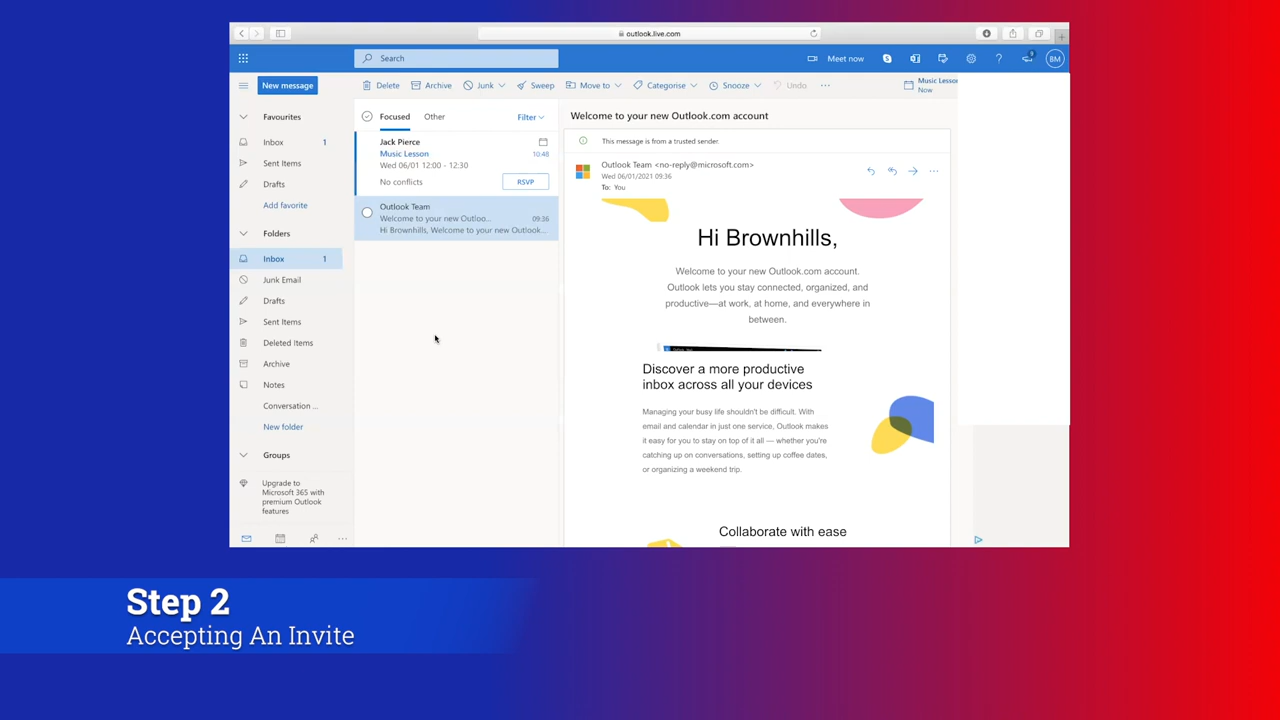 outlook.live.com
Search
Meet now
BM
New message
Delete
Archive
Junk
Sweep
Move to
Categorise
Snooze
Undo
Music Lesson
Now
Favourites
Inbox 1
Sent Items
Drafts
Add favorite
Folders
Inbox 1
Junk Email
Drafts
Sent Items
Deleted Items
Archive
Notes
Conversation ...
New folder
Groups
Upgrade to
Microsoft 365 with
premium Outlook
features
Focused
Other
Filter
Jack Pierce
Music Lesson 10:48
Wed 06/01 12:00 - 12:30
No conflicts
RSVP
Outlook Team
Welcome to your new Outloo... 09:36
Hi Brownhills, Welcome to your new Outlook...
Welcome to your new Outlook.com account
This message is from a trusted sender.
Outlook Team <no-reply@microsoft.com>
Wed 06/01/2021 09:36
To: You
Hi Brownhills,
Welcome to your new Outlook.com account.
Outlook lets you stay connected, organized, and
productive—at work, at home, and everywhere in
between.
Discover a more productive
inbox across all your devices
Managing your busy life shouldn't be difficult. With
email and calendar in just one service, Outlook makes
it easy for you to stay on top of it all — whether you're
catching up on conversations, setting up coffee dates,
or organizing a weekend trip.
Collaborate with ease
Step 2
Accepting An Invite